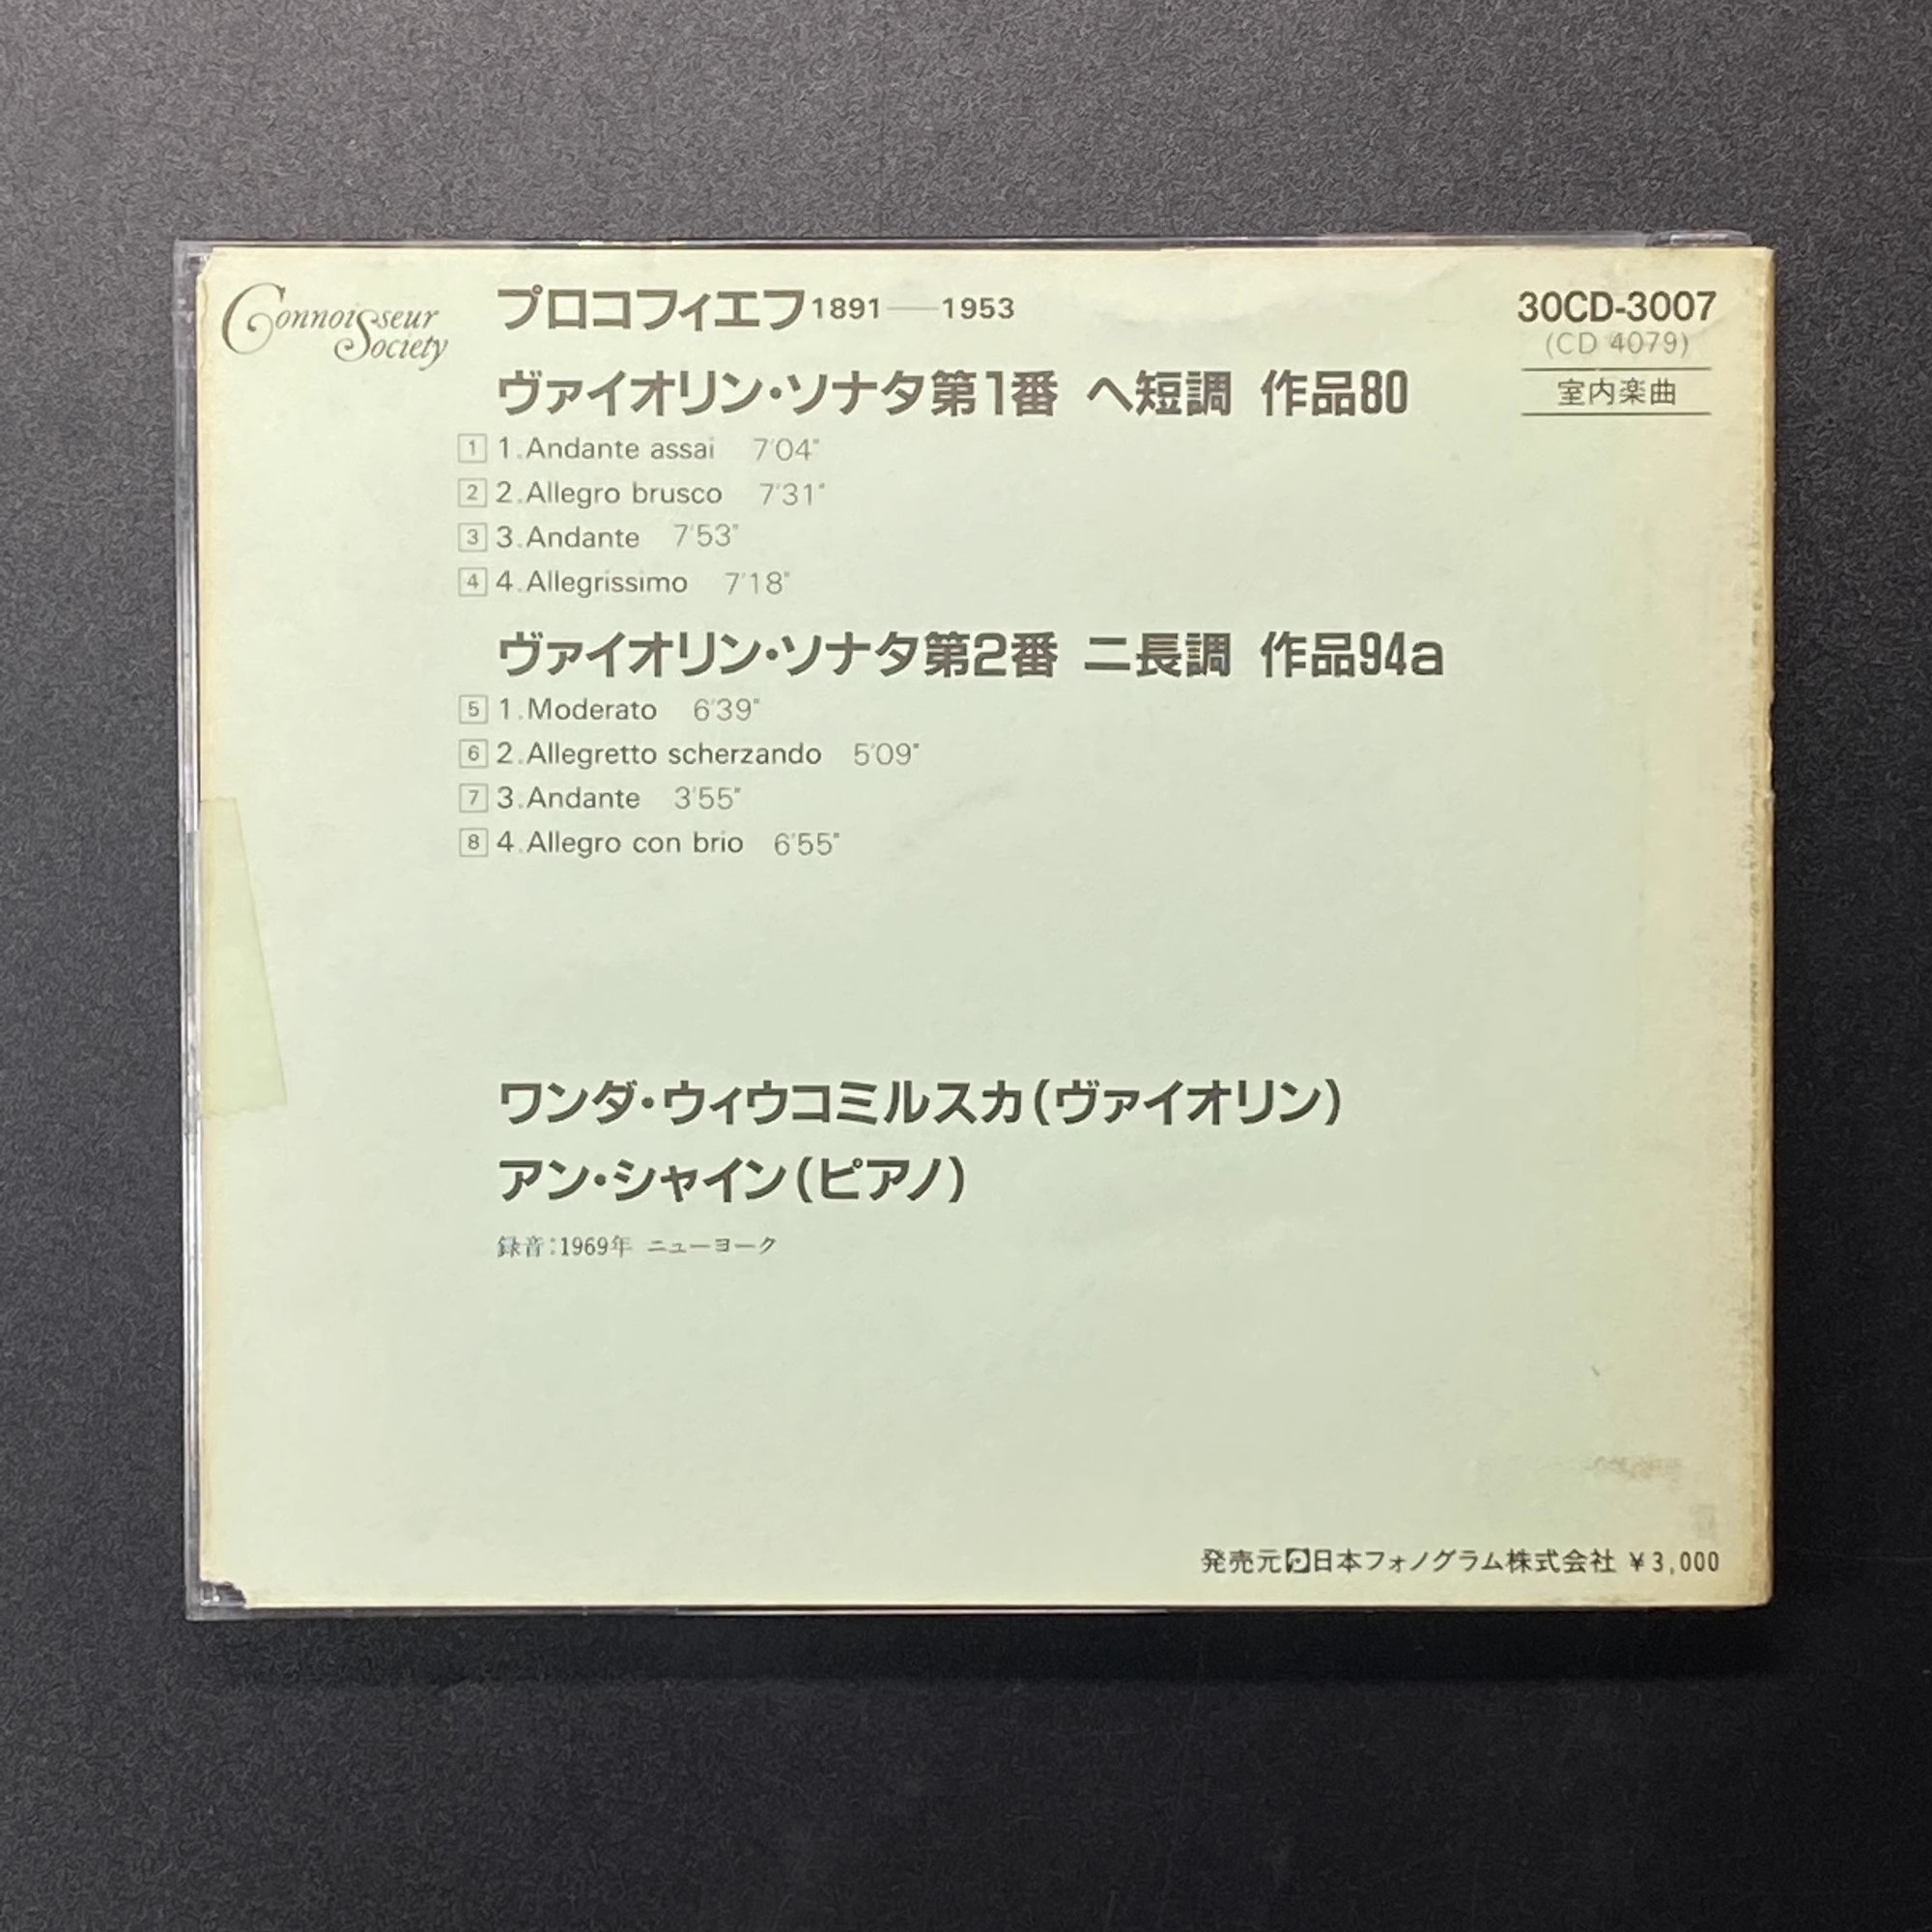 Connoisseur Society
プロコフィエフ1891—1953
30CD-3007
(CD 4079)
室内楽曲
ヴァイオリン・ソナタ第1番 ヘ短調 作品80
1 1.Andante assai 7'04"
2 2.Allegro brusco 7'31"
3 3.Andante 7'53"
4 4.Allegrissimo 7'18"
ヴァイオリン・ソナタ第2番 ニ長調 作品94a
5 1.Moderato 6'39"
6 2.Allegretto scherzando 5'09"
7 3.Andante 3'55"
8 4.Allegro con brio 6'55"
ワンダ・ウィウコミルスカ(ヴァイオリン)
アン・シャイン(ピアノ)
録音:1969年 ニューヨーク
発売元 日本フォノグラム株式会社 ¥3,000